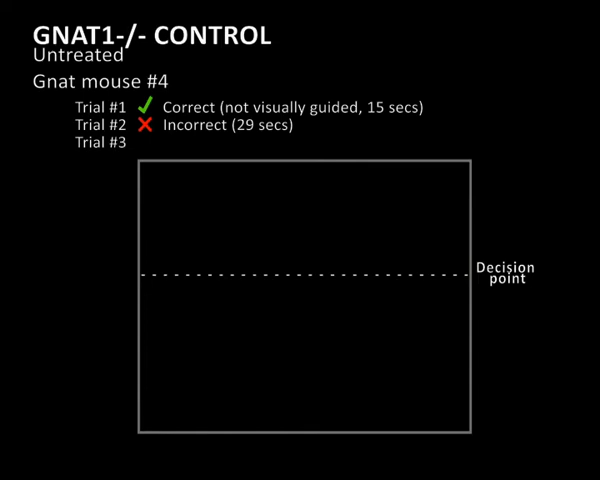 GNAT1-/- CONTROL
Untreated
Gnat mouse #4
Trial #1 ✓ Correct (not visually guided, 15 secs)
Trial #2 ✗ Incorrect (29 secs)
Trial #3
Decision
point